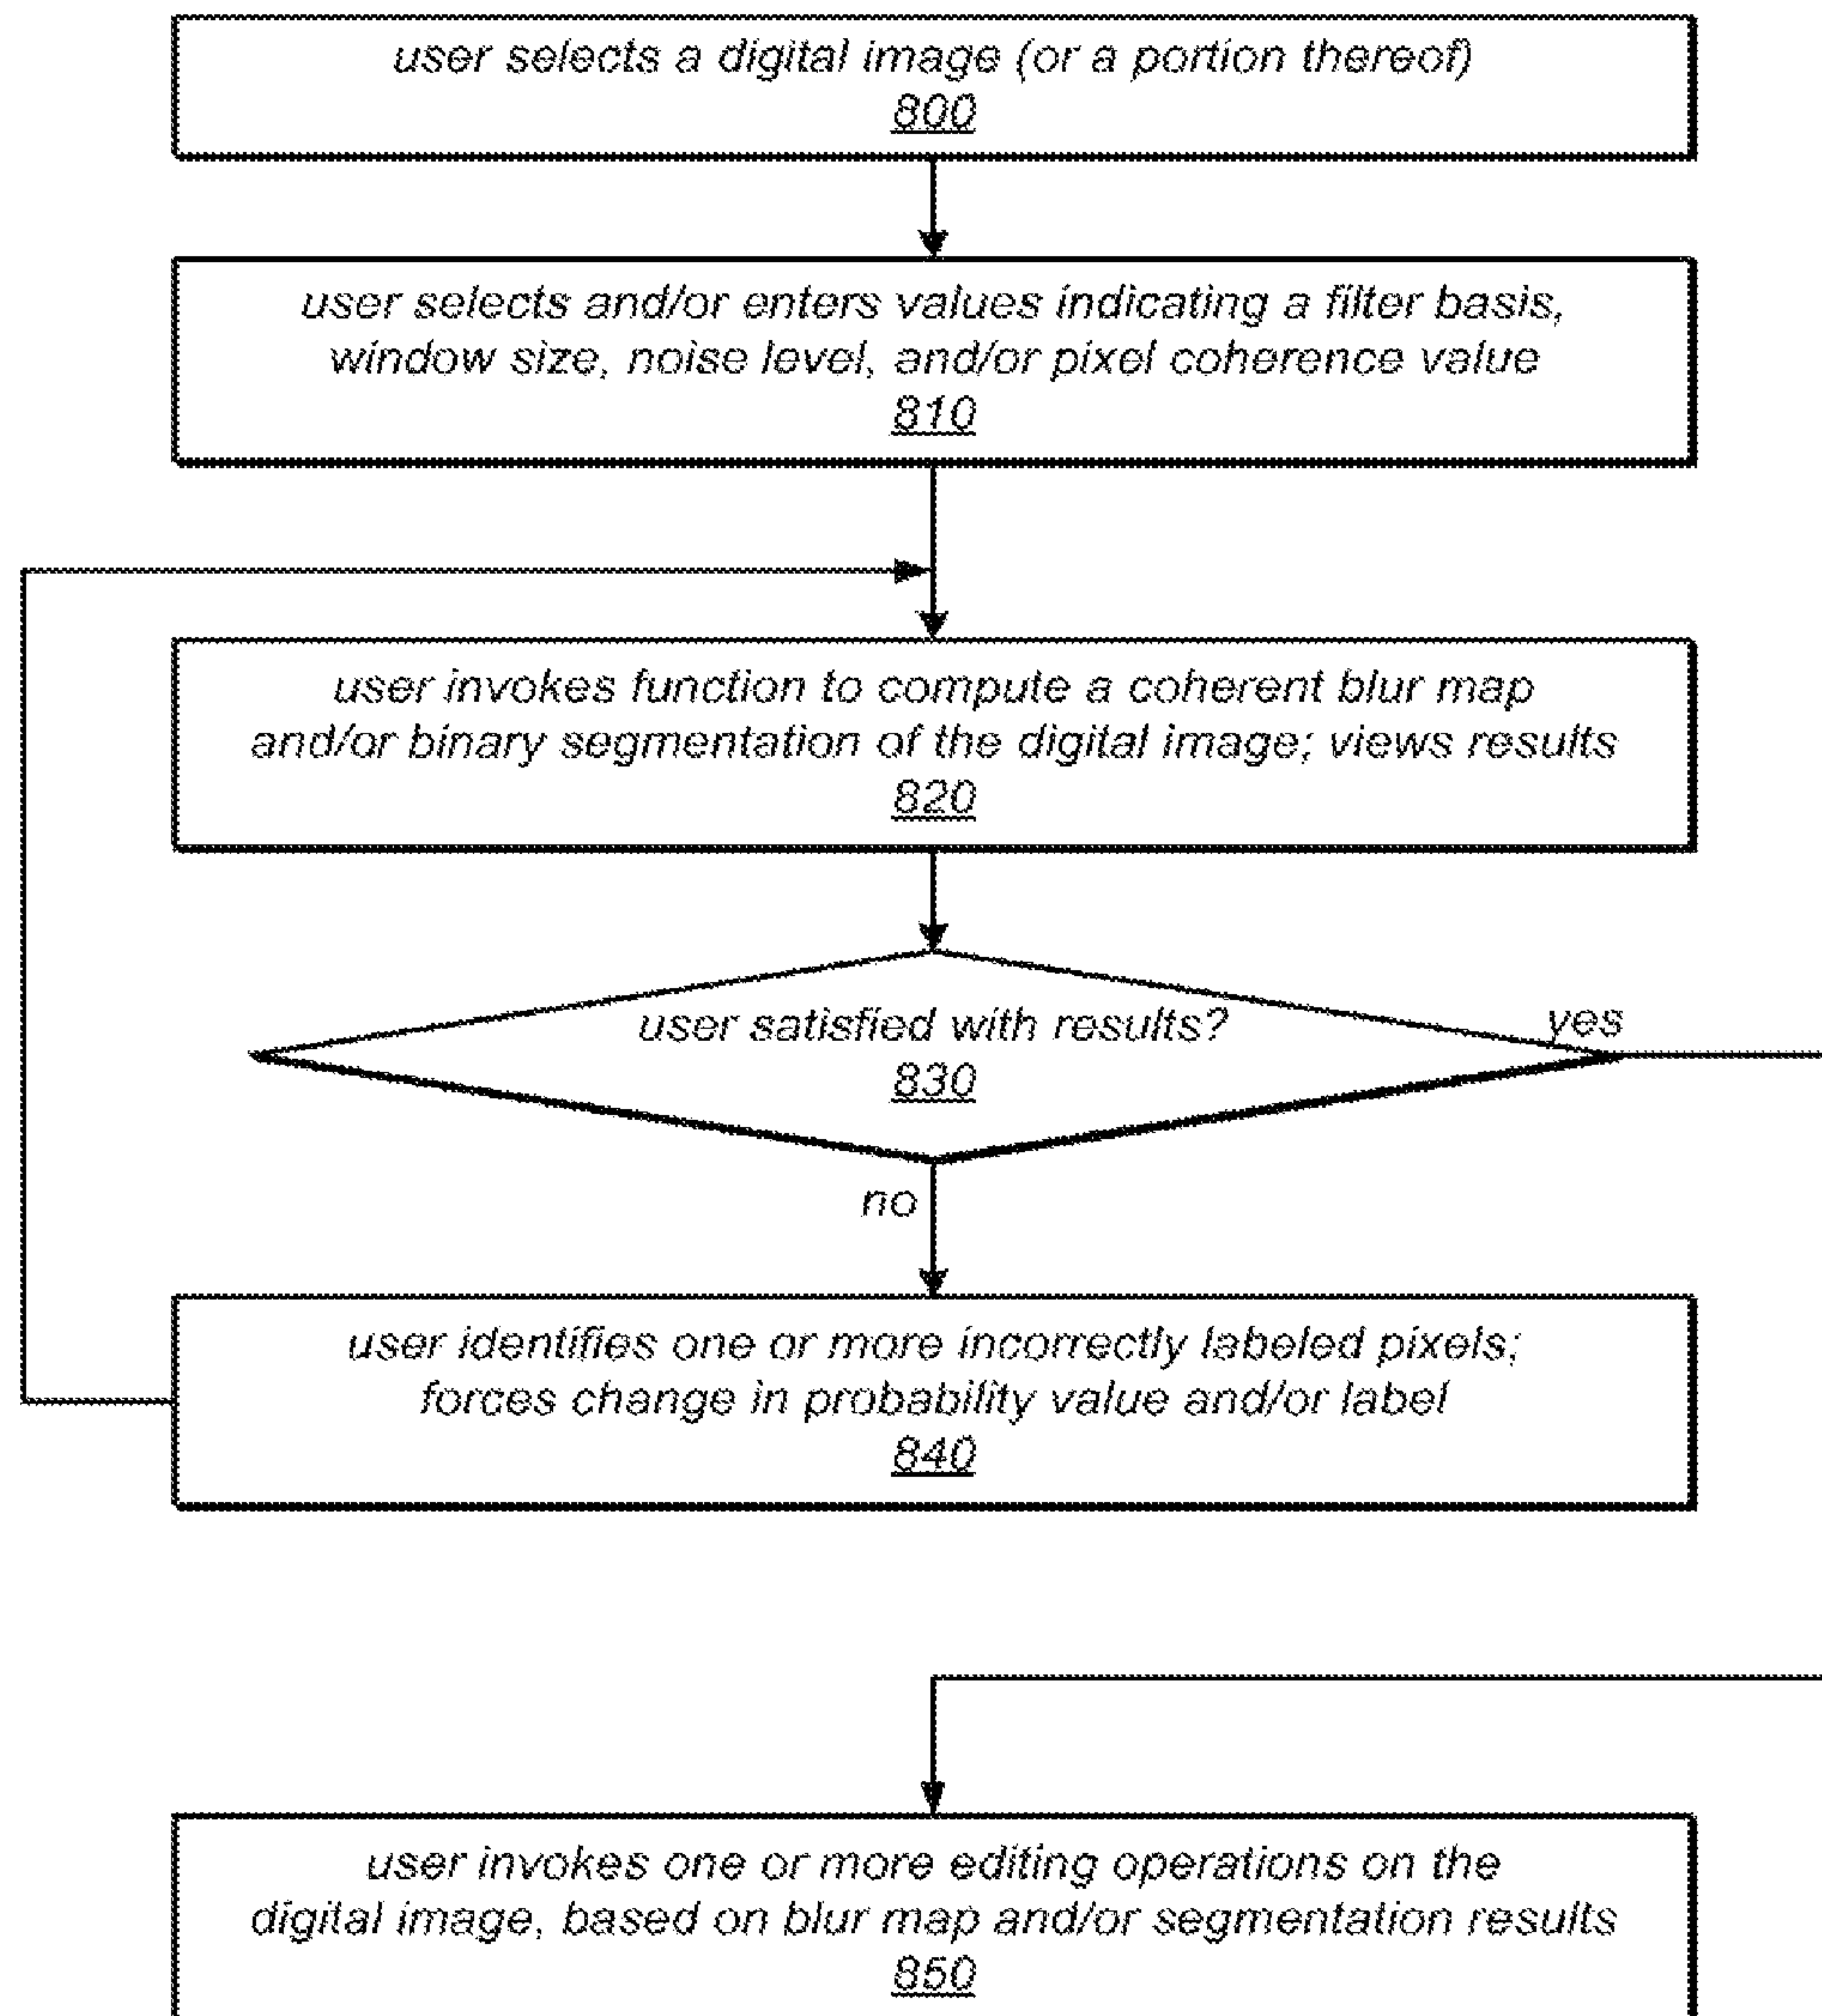 user selects a digital image (or a portion thereof)
800
user selects and/or enters values indicating a filter basis,
window size, noise level, and/or pixel coherence value
810
user invokes function to compute a coherent blur map
and/or binary segmentation of the digital image; views results
820
user satisfied with results?
830
yes
no
user identifies one or more incorrectly labeled pixels;
forces change in probability value and/or label
840
user invokes one or more editing operations on the
digital image, based on blur map and/or segmentation results
850